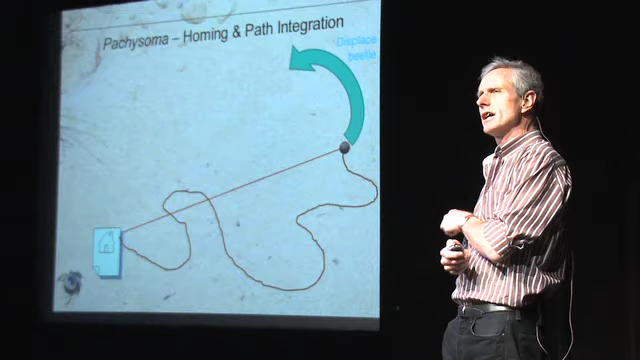 Pachysoma – Homing & Path Integration
Displace
beetle